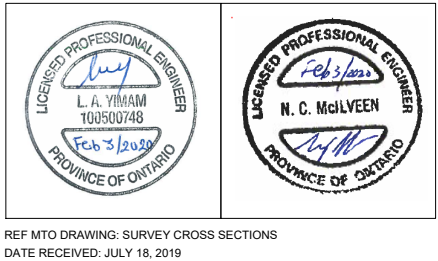 LICENSED PROFESSIONAL ENGINEER
L. A. YIMAM
100500748
Feb 3/2020
PROVINCE OF ONTARIO
LICENSED PROFESSIONAL ENGINEER
Feb 3/2020
N. C. McILVEEN
PROVINCE OF ONTARIO
REF MTO DRAWING: SURVEY CROSS SECTIONS
DATE RECEIVED: JULY 18, 2019